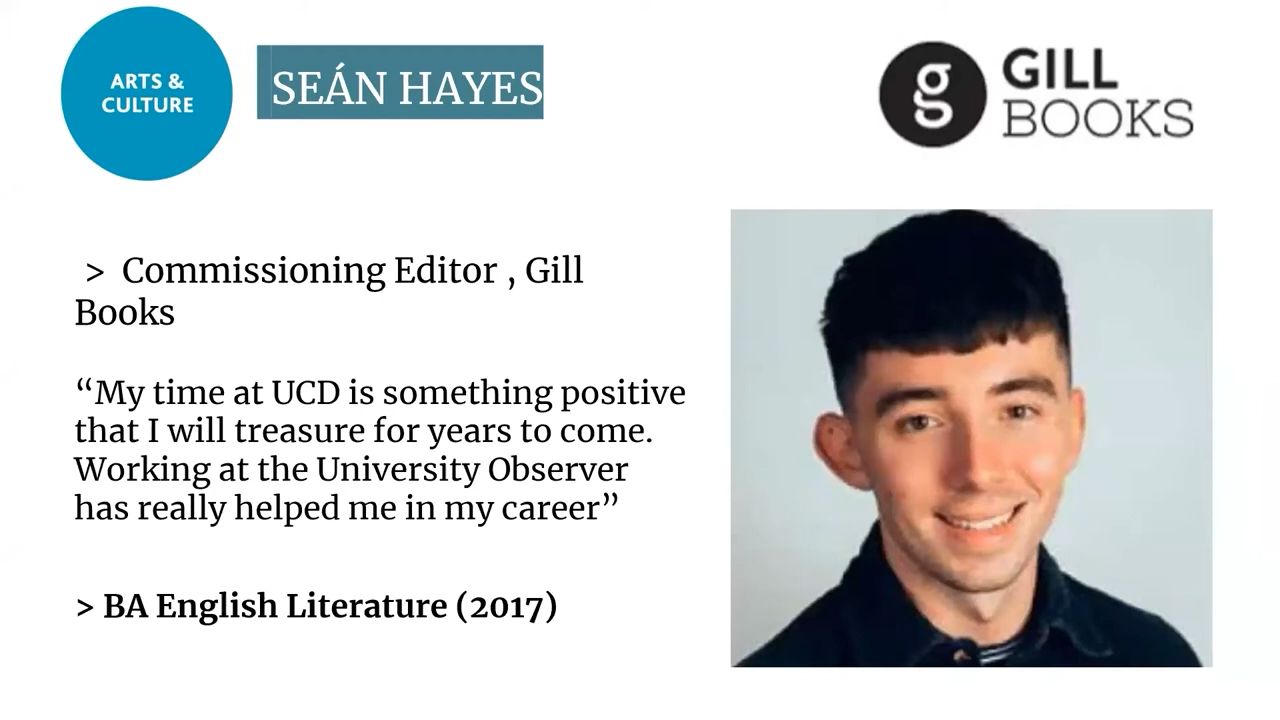 ARTS &
CULTURE
SEÁN HAYES
g GILL
BOOKS
> Commissioning Editor , Gill
Books
“My time at UCD is something positive
that I will treasure for years to come.
Working at the University Observer
has really helped me in my career”
> BA English Literature (2017)